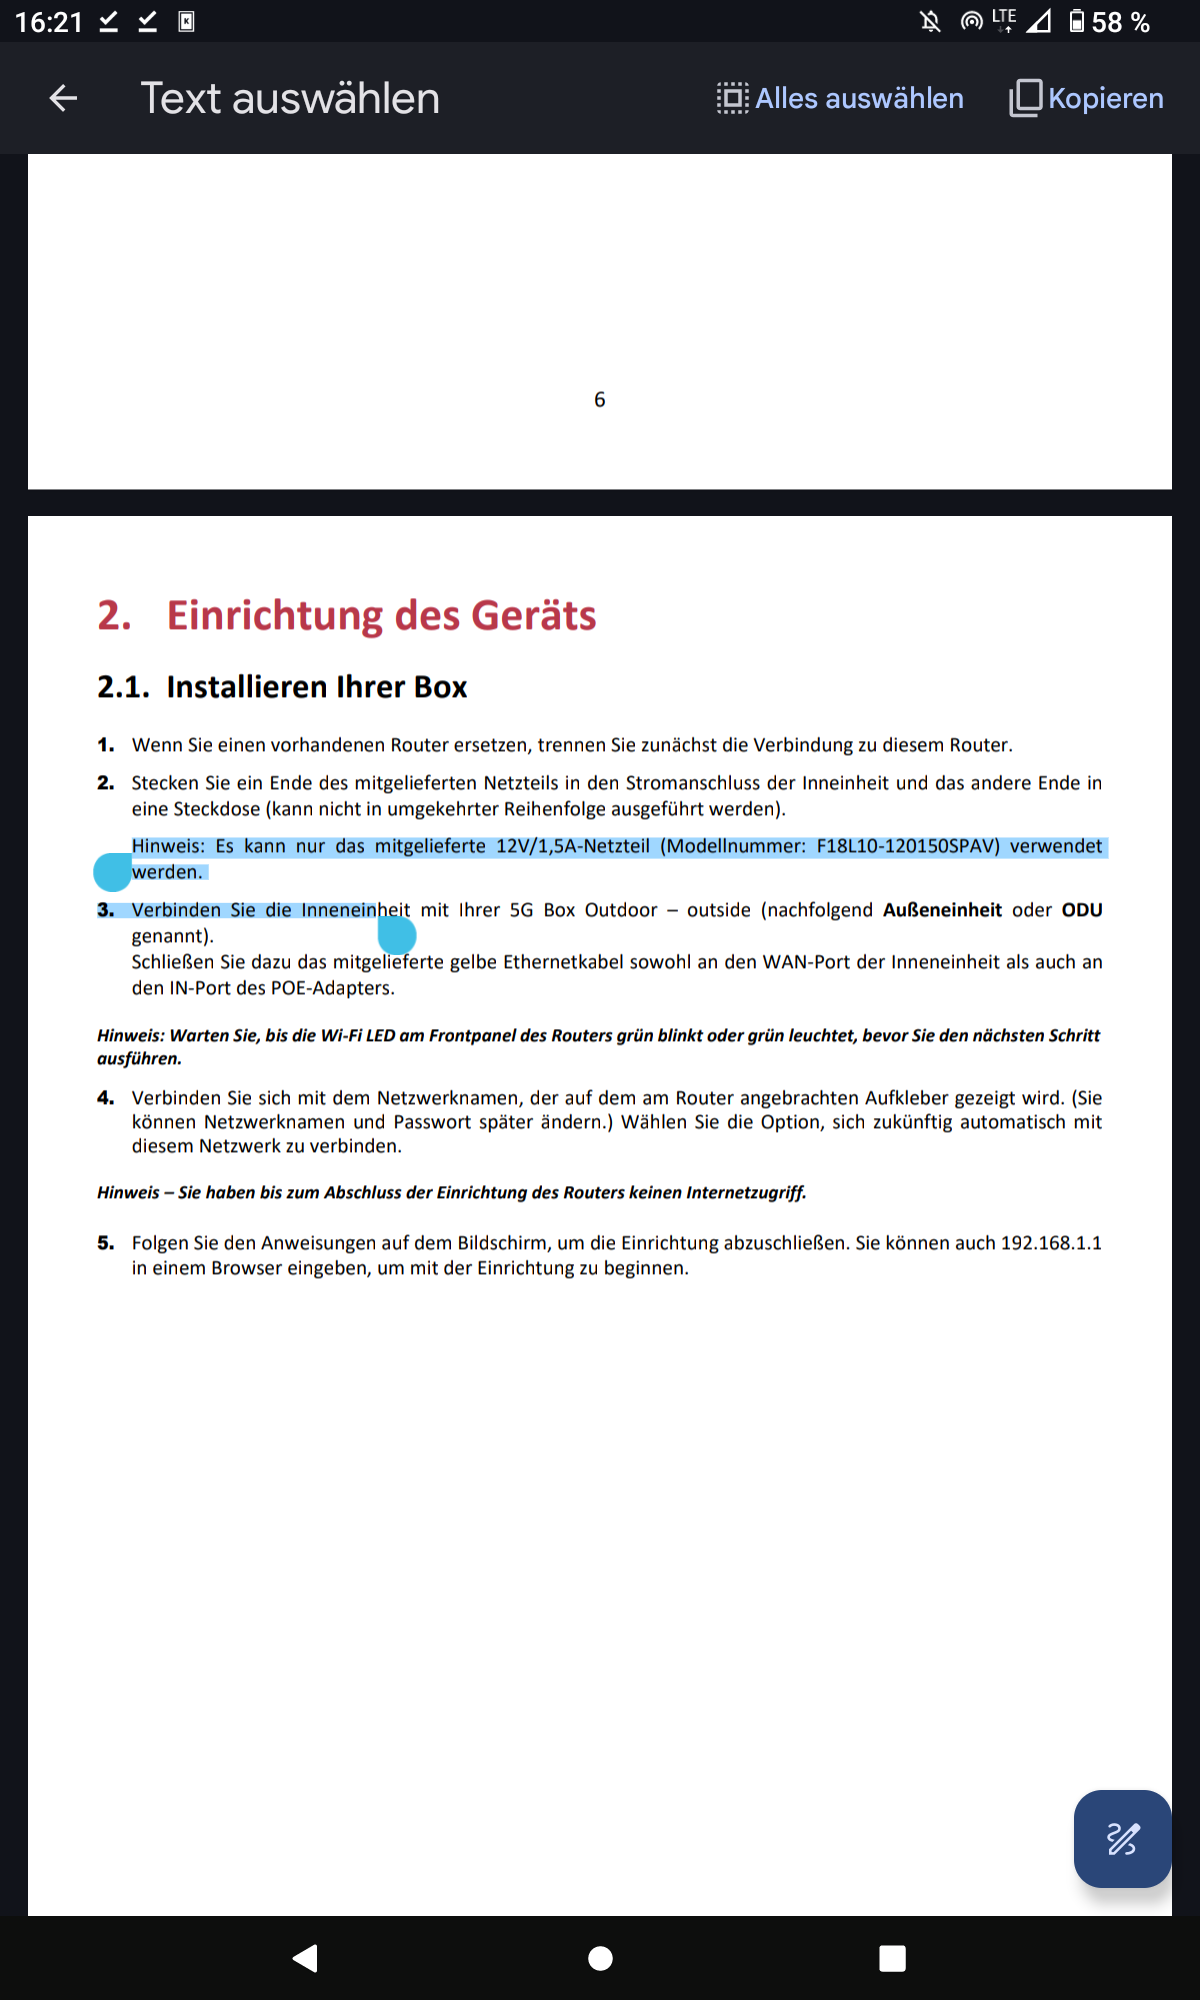 16:21
LTE
58 %
Text auswählen
Alles auswählen
Kopieren
6
2. Einrichtung des Geräts
2.1. Installieren Ihrer Box
1. Wenn Sie einen vorhandenen Router ersetzen, trennen Sie zunächst die Verbindung zu diesem Router.
2. Stecken Sie ein Ende des mitgelieferten Netzteils in den Stromanschluss der Inneinheit und das andere Ende in
eine Steckdose (kann nicht in umgekehrter Reihenfolge ausgeführt werden).
Hinweis: Es kann nur das mitgelieferte 12V/1,5A-Netzteil (Modellnummer: F18L10-120150SPAV) verwendet
werden.
3. Verbinden Sie die Inneneinheit mit Ihrer 5G Box Outdoor – outside (nachfolgend Außeneinheit oder ODU
genannt).
Schließen Sie dazu das mitgelieferte gelbe Ethernetkabel sowohl an den WAN-Port der Inneneinheit als auch an
den IN-Port des POE-Adapters.
Hinweis: Warten Sie, bis die Wi-Fi LED am Frontpanel des Routers grün blinkt oder grün leuchtet, bevor Sie den nächsten Schritt
ausführen.
4. Verbinden Sie sich mit dem Netzwerknamen, der auf dem am Router angebrachten Aufkleber gezeigt wird. (Sie
können Netzwerknamen und Passwort später ändern.) Wählen Sie die Option, sich zukünftig automatisch mit
diesem Netzwerk zu verbinden.
Hinweis – Sie haben bis zum Abschluss der Einrichtung des Routers keinen Internetzugriff.
5. Folgen Sie den Anweisungen auf dem Bildschirm, um die Einrichtung abzuschließen. Sie können auch 192.168.1.1
in einem Browser eingeben, um mit der Einrichtung zu beginnen.